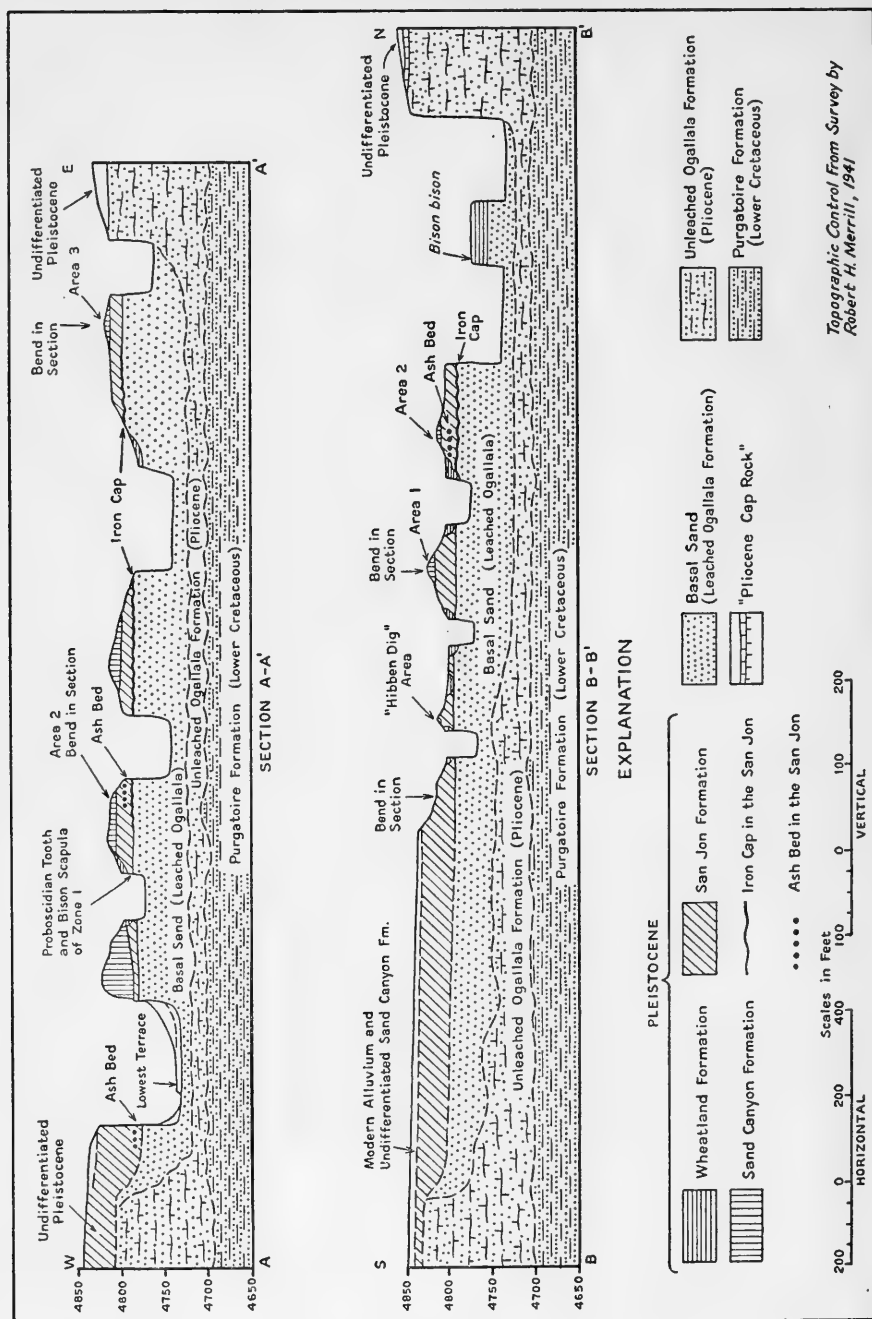 W
E
Undifferentiated
Pleistocene
Ash Bed
Lowest Terrace
Proboscidian Tooth
and Bison Scapula
of Zone 1
Area 2
Bend in Section
Ash Bed
Iron Cap
Bend in
Section
Area 3
Undifferentiated
Pleistocene
4850
4800
4750
4700
4650
Basal Sand (Leached Ogallala)
Unleached Ogallala Formation (Pliocene)
Purgatoire Formation (Lower Cretaceous)
A
A'
SECTION A-A'
S
N
Modern Alluvium and
Undifferentiated Sand Canyon Fm.
Bend in
Section
"Hibben Dig"
Area
Bend in
Section
Area 1
Area 2
Ash Bed
Iron
Cap
Bison bison
Undifferentiated
Pleistocone
4850
4800
4750
4700
4650
Basal Sand (Leached Ogallala)
Unleached Ogallala Formation (Pliocene)
Purgatoire Formation (Lower Cretaceous)
B
B'
SECTION B-B'
EXPLANATION
PLEISTOCENE
Wheatland Formation
San Jon Formation
Sand Canyon Formation
Iron Cap in the San Jon
Ash Bed in the San Jon
Basal Sand
(Leached Ogallala Formation)
"Pliocene Cap Rock"
Unleached Ogallala Formation
(Pliocene)
Purgatoire Formation
(Lower Cretaceous)
200 0 200 400
HORIZONTAL
Scales in Feet
100 0 100 200
VERTICAL
Topographic Control From Survey by
Robert H. Merrill, 1941